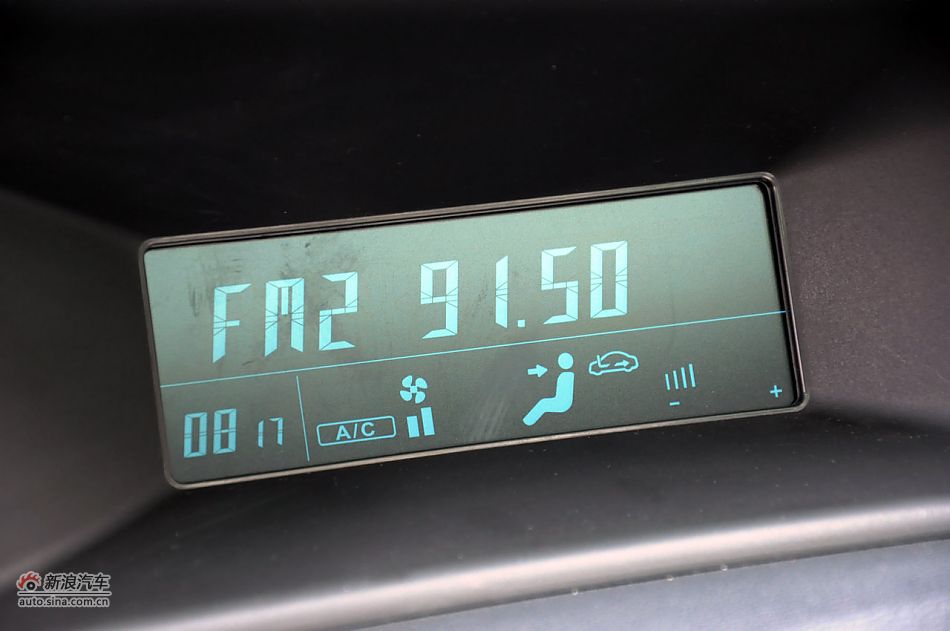 FM2 91.50
08 17 A/C - +
新浪汽车
auto.sina.com.cn